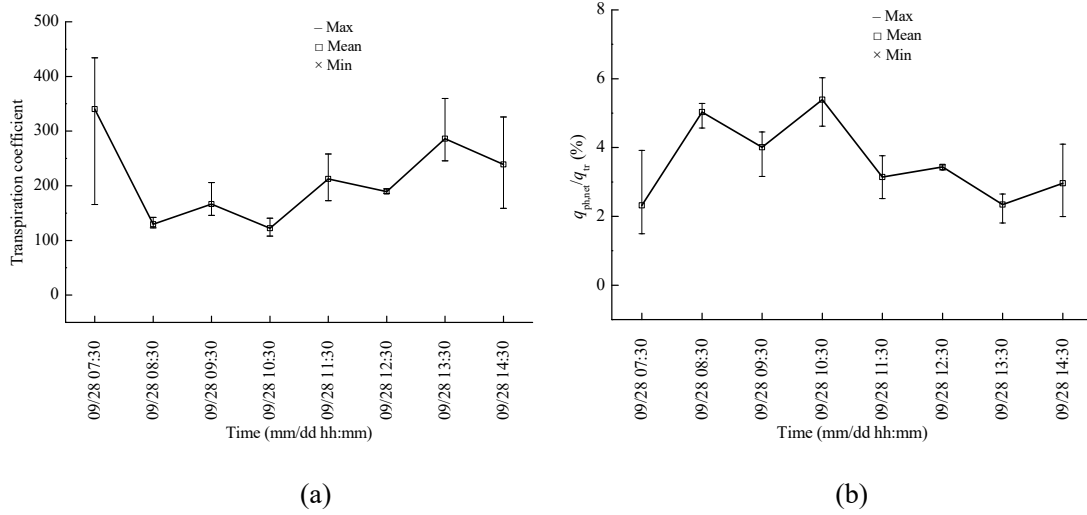 500
400
300
200
100
0
Transpiration coefficient
– Max
□ Mean
× Min
09/28 07:30
09/28 08:30
09/28 09:30
09/28 10:30
09/28 11:30
09/28 12:30
09/28 13:30
09/28 14:30
Time (mm/dd hh:mm)
(a)
8
6
4
2
0
q_ph,net/q_tr (%)
– Max
□ Mean
× Min
09/28 07:30
09/28 08:30
09/28 09:30
09/28 10:30
09/28 11:30
09/28 12:30
09/28 13:30
09/28 14:30
Time (mm/dd hh:mm)
(b)